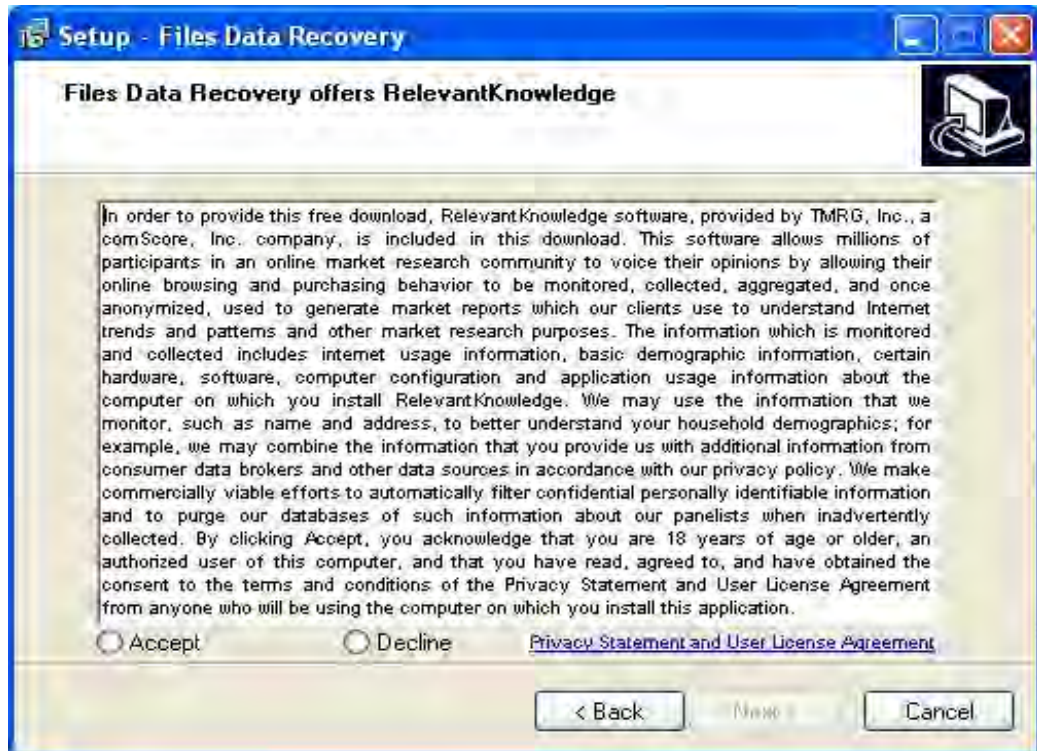 Setup - Files Data Recovery
Files Data Recovery offers RelevantKnowledge
In order to provide this free download, RelevantKnowledge software, provided by TMRG, Inc., a
comScore, Inc. company, is included in this download. This software allows millions of
participants in an online market research community to voice their opinions by allowing their
online browsing and purchasing behavior to be monitored, collected, aggregated, and once
anonymized, used to generate market reports which our clients use to understand Internet
trends and patterns and other market research purposes. The information which is monitored
and collected includes internet usage information, basic demographic information, certain
hardware, software, computer configuration and application usage information about the
computer on which you install RelevantKnowledge. We may use the information that we
monitor, such as name and address, to better understand your household demographics; for
example, we may combine the information that you provide us with additional information from
consumer data brokers and other data sources in accordance with our privacy policy. We make
commercially viable efforts to automatically filter confidential personally identifiable information
and to purge our databases of such information about our panelists when inadvertently
collected. By clicking Accept, you acknowledge that you are 18 years of age or older, an
authorized user of this computer, and that you have read, agreed to, and have obtained the
consent to the terms and conditions of the Privacy Statement and User License Agreement
from anyone who will be using the computer on which you install this application.
Accept Decline Privacy Statement and User License Agreement
< Back Next > Cancel